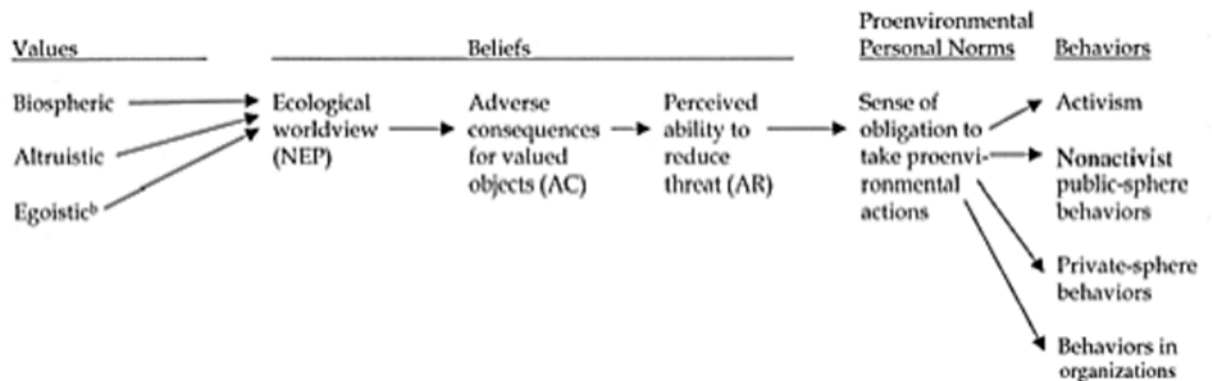 Values
Beliefs
Proenvironmental
Personal Norms
Behaviors
Biospheric
Altruistic
Egoisticᵇ
Ecological
worldview
(NEP)
Adverse
consequences
for valued
objects (AC)
Perceived
ability to
reduce
threat (AR)
Sense of
obligation to
take proenvi-
ronmental
actions
Activism
Nonactivist
public-sphere
behaviors
Private-sphere
behaviors
Behaviors in
organizations